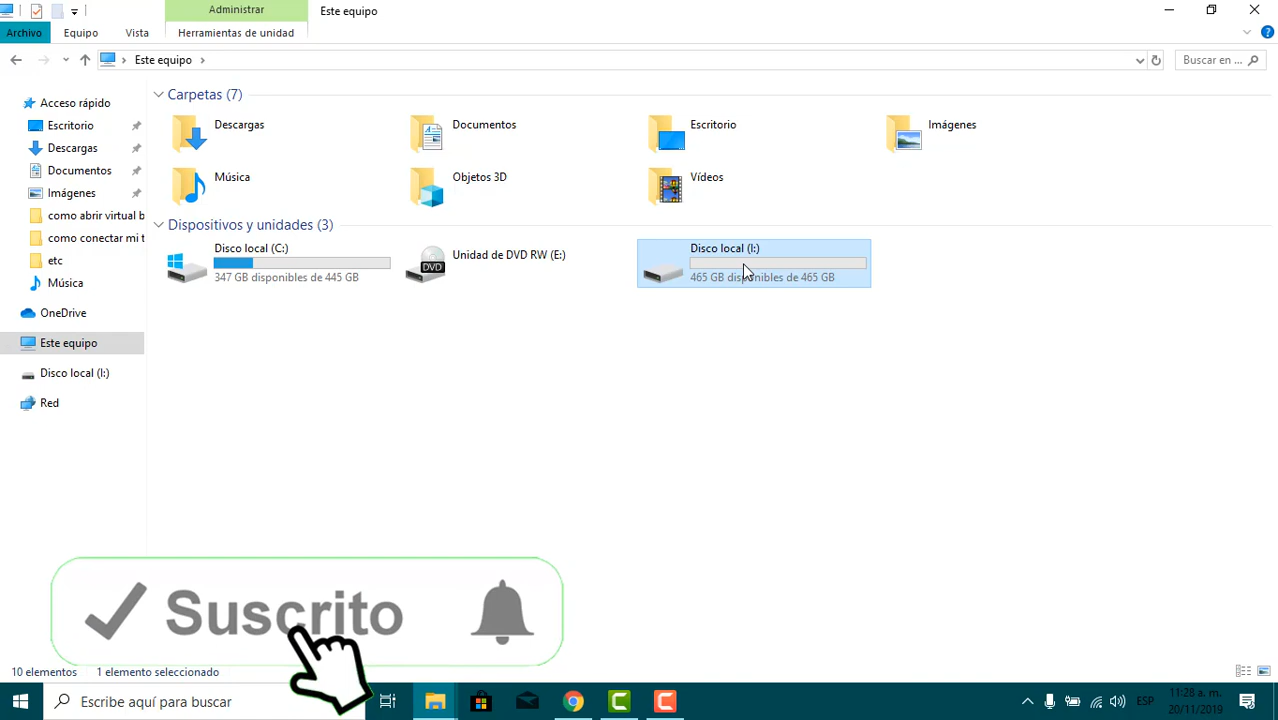 Administrar
Este equipo
Archivo
Equipo
Vista
Herramientas de unidad
Este equipo
Buscar en ...
Acceso rápido
Escritorio
Descargas
Documentos
Imágenes
como abrir virtual b
como conectar mi t
etc
Música
OneDrive
Este equipo
Disco local (I:)
Red
Carpetas (7)
Descargas
Documentos
Escritorio
Imágenes
Música
Objetos 3D
Vídeos
Dispositivos y unidades (3)
Disco local (C:)
347 GB disponibles de 445 GB
DVD
Unidad de DVD RW (E:)
Disco local (I:)
465 GB disponibles de 465 GB
Suscrito
10 elementos
1 elemento seleccionado
Escribe aquí para buscar
ESP
11:28 a. m.
20/11/2019